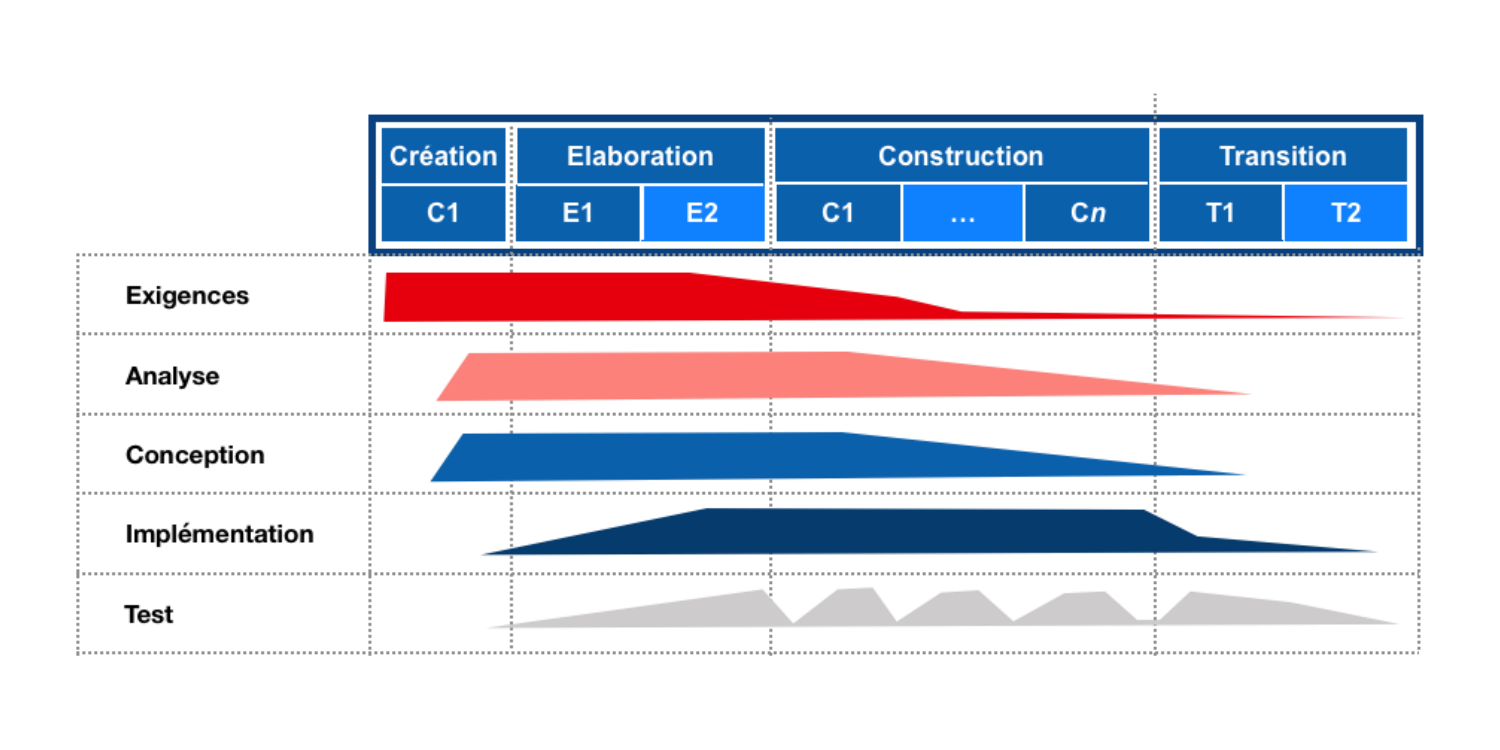 Création Elaboration Construction Transition
C1 E1 E2 C1 ... Cn T1 T2
Exigences
Analyse
Conception
Implémentation
Test